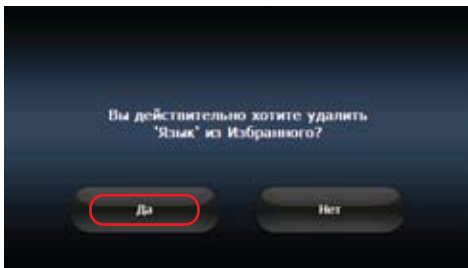 Вы действительно хотите удалить
'Язык' из Избранного?
Да
Нет